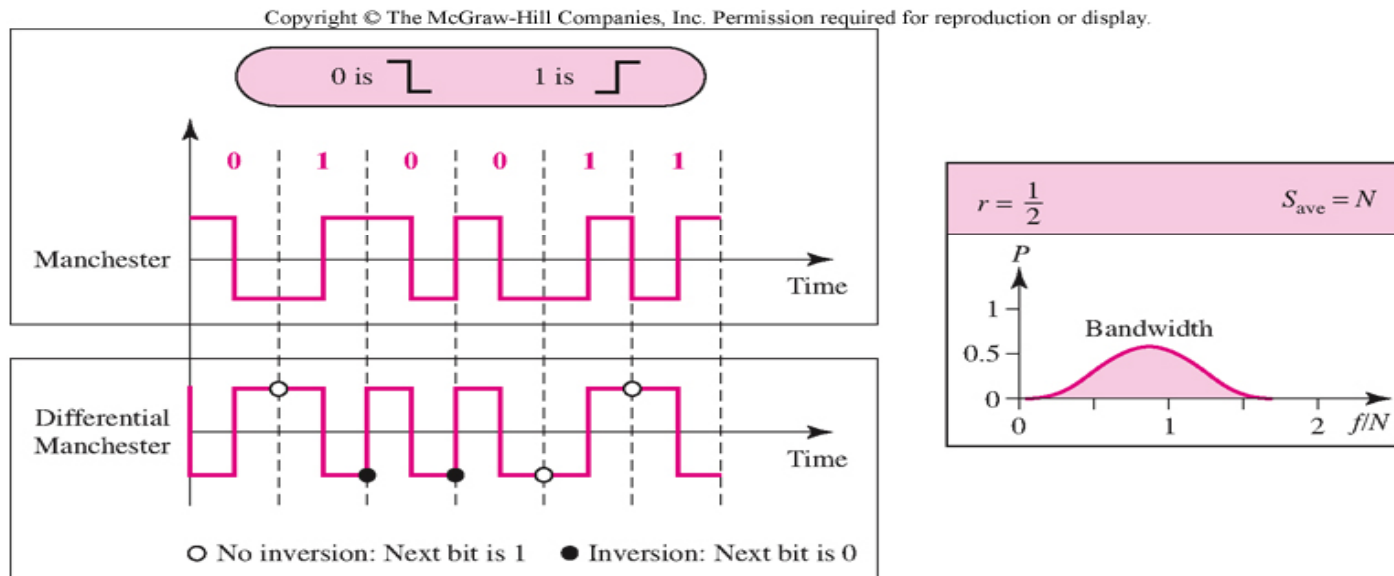 Copyright © The McGraw-Hill Companies, Inc. Permission required for reproduction or display.
0 is 1 is
0 1 0 0 1 1
Manchester
Time
Differential
Manchester
Time
No inversion: Next bit is 1 Inversion: Next bit is 0
r = 1/2 S_ave = N
P
1
Bandwidth
0.5
0
0 1 2 f/N